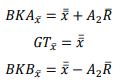 BKA_x̄ = x̿ + A₂R̄
GT_x̄ = x̿
BKB_x̄ = x̿ − A₂R̄